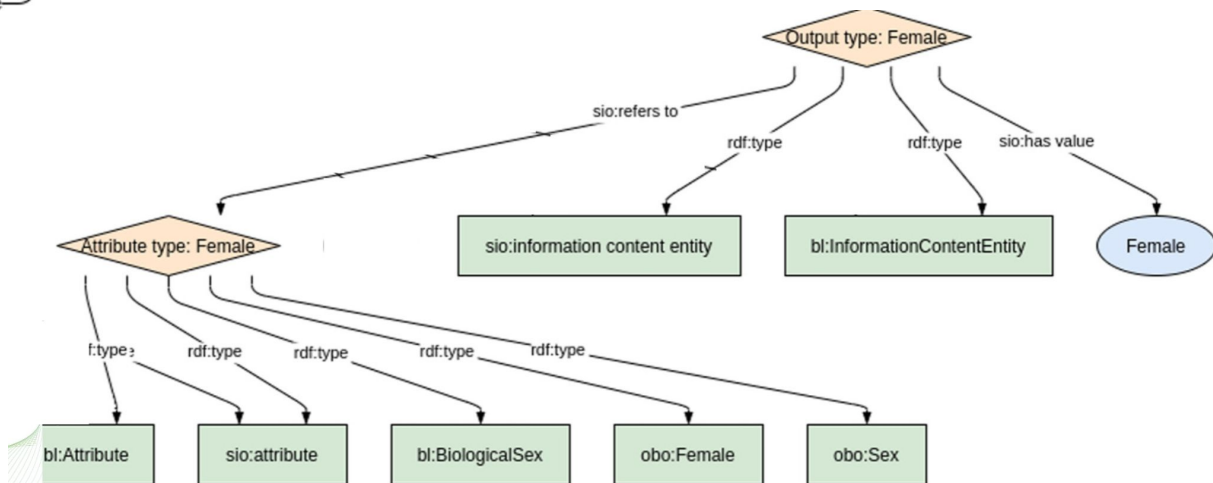 Output type: Female
sio:refers to
rdf:type
rdf:type
sio:has value
Attribute type: Female
sio:information content entity
bl:InformationContentEntity
Female
f:type
rdf:type
rdf:type
rdf:type
rdf:type
bl:Attribute
sio:attribute
bl:BiologicalSex
obo:Female
obo:Sex